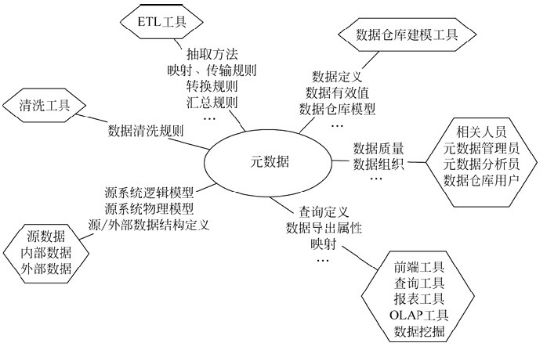 ETL工具
抽取方法
映射、传输规则
转换规则
汇总规则
…
数据仓库建模工具
数据定义
数据有效值
数据仓库模型
…
清洗工具
数据清洗规则
元数据
数据质量
数据组织
…
相关人员
元数据管理员
元数据分析员
数据仓库用户
源系统逻辑模型
源系统物理模型
源/外部数据结构定义
源数据
内部数据
外部数据
查询定义
数据导出属性
映射
…
前端工具
查询工具
报表工具
OLAP工具
数据挖掘